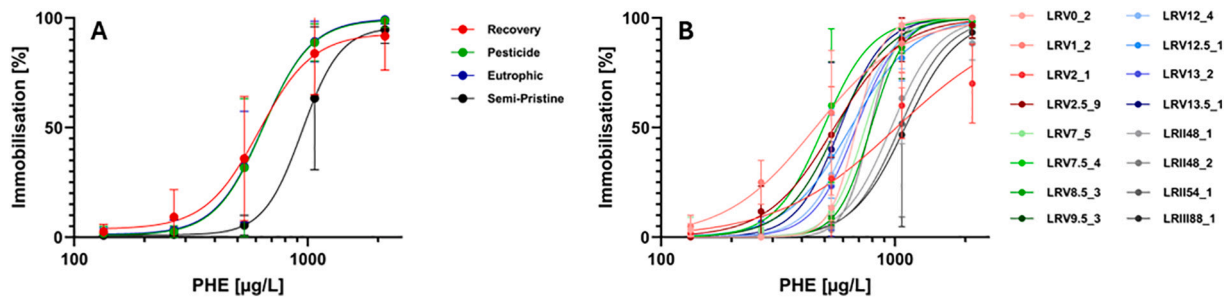 A
Immobilisation [%]
100
50
0
100
1000
PHE [µg/L]
Recovery
Pesticide
Eutrophic
Semi-Pristine
B
Immobilisation [%]
100
50
0
100
1000
PHE [µg/L]
LRV0_2
LRV1_2
LRV2_1
LRV2.5_9
LRV7_5
LRV7.5_4
LRV8.5_3
LRV9.5_3
LRV12_4
LRV12.5_1
LRV13_2
LRV13.5_1
LRII48_1
LRII48_2
LRII54_1
LRIII88_1